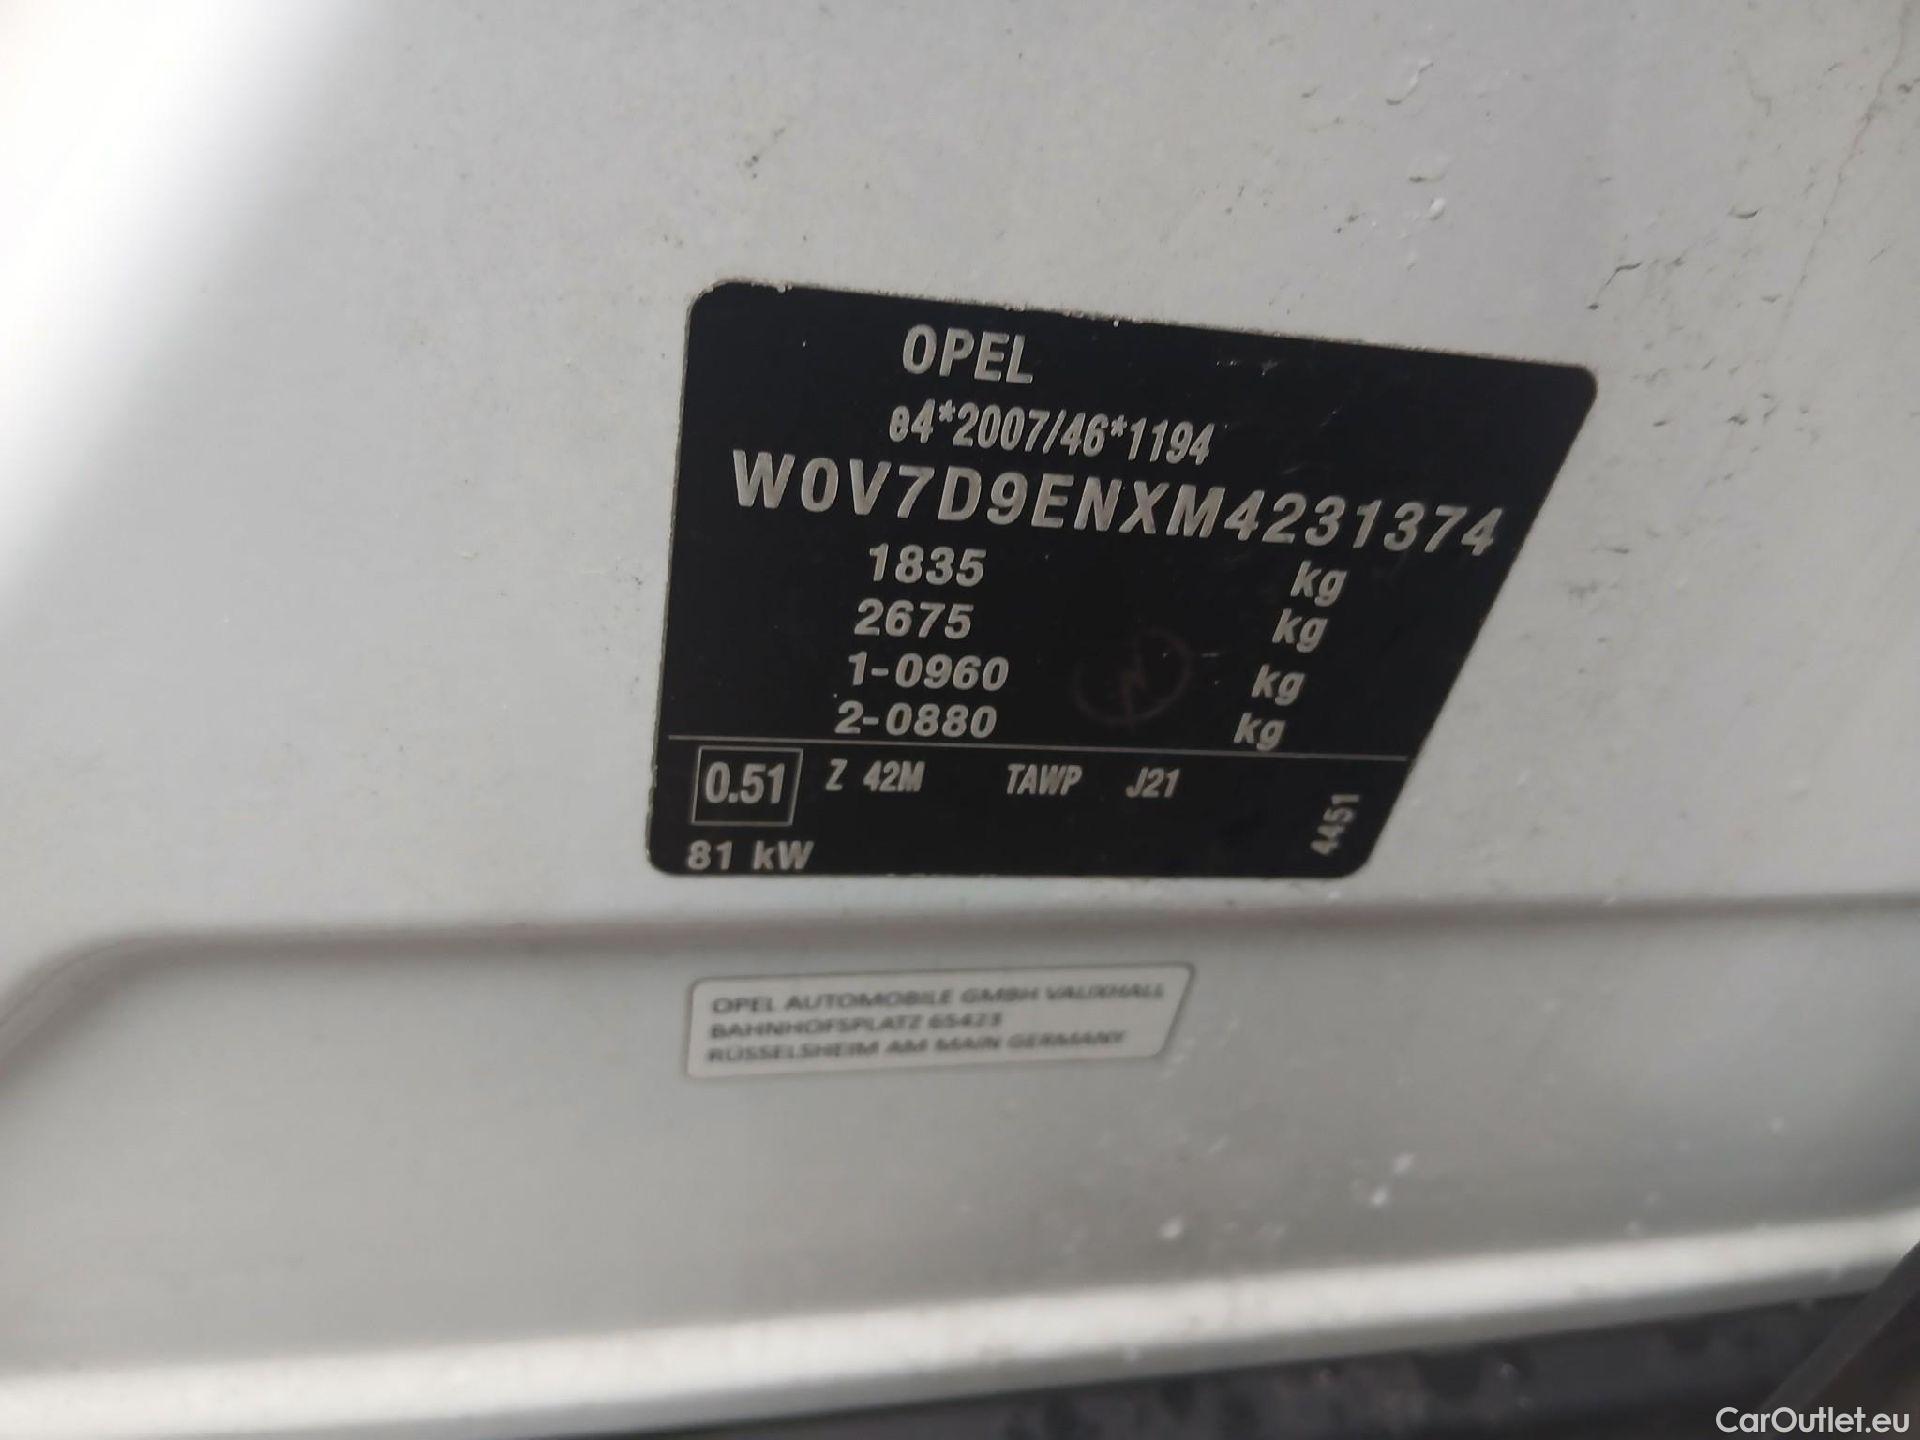 OPEL
e4*2007/46*1194
W0V7D9ENXM4231374
1835 kg
2675 kg
1-0960 kg
2-0880 kg
0.51 Z 42M TAWP J21
4451
81 kW
OPEL AUTOMOBILE GMBH VAUXHALL
BAHNHOFSPLATZ 65423
RÜSSELSHEIM AM MAIN GERMANY
CarOutlet.eu